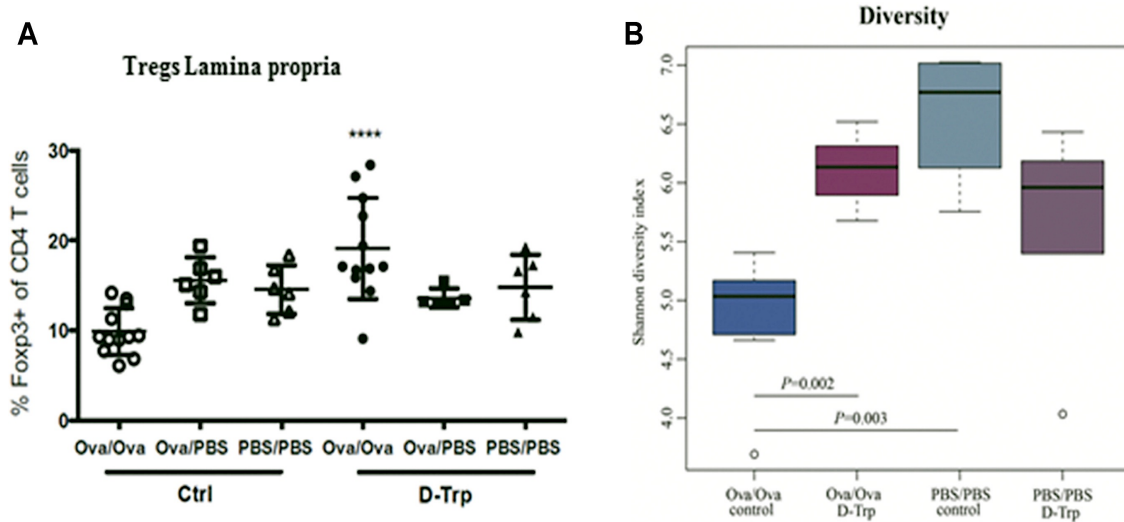 A
Tregs Lamina propria
****
% Foxp3+ of CD4 T cells
30
20
10
0
Ova/Ova Ova/PBS PBS/PBS Ova/Ova Ova/PBS PBS/PBS
Ctrl D-Trp
B
Diversity
Shannon diversity index
7.0
6.5
6.0
5.5
5.0
4.5
4.0
P=0.002
P=0.003
Ova/Ova Ova/Ova PBS/PBS PBS/PBS
control D-Trp control D-Trp